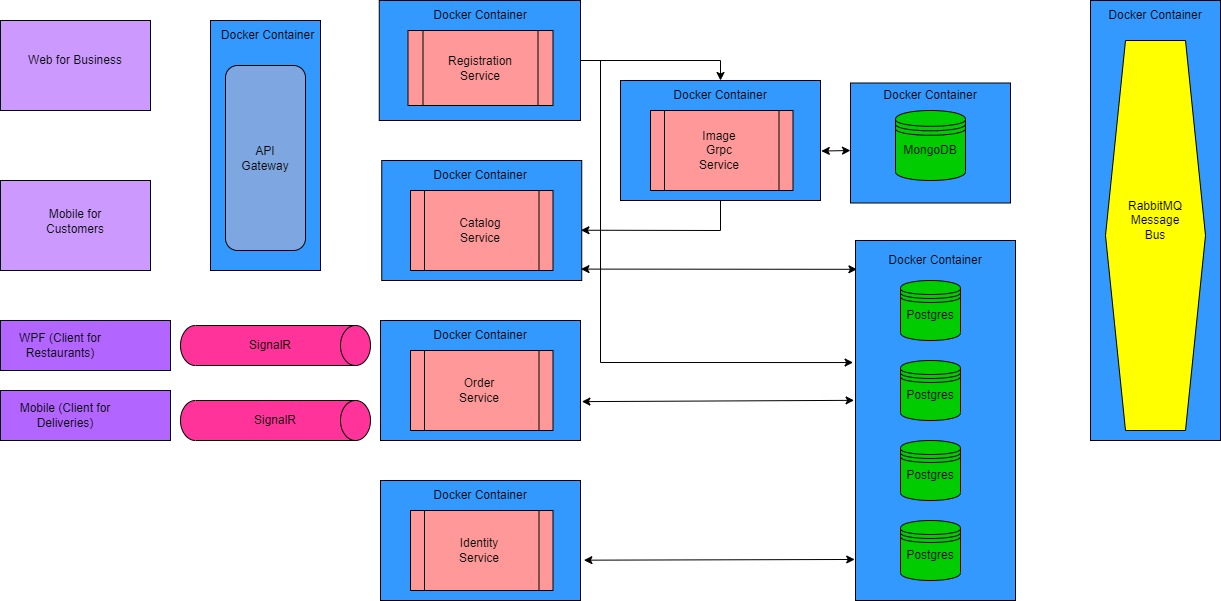 Web for Business
Mobile for
Customers
WPF (Client for
Restaurants)
Mobile (Client for
Deliveries)
Docker Container
API
Gateway
SignalR
SignalR
Docker Container
Registration
Service
Docker Container
Catalog
Service
Docker Container
Order
Service
Docker Container
Identity
Service
Docker Container
Image
Grpc
Service
Docker Container
MongoDB
Docker Container
Postgres
Postgres
Postgres
Postgres
Docker Container
RabbitMQ
Message
Bus